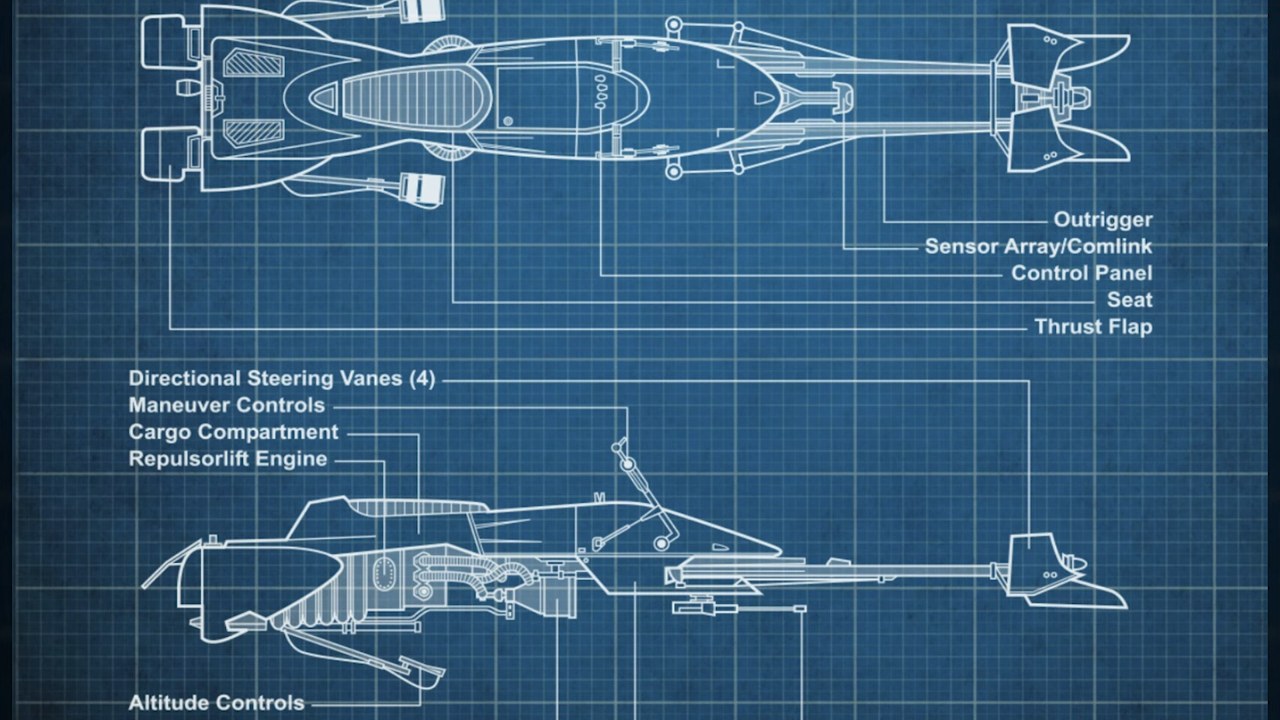 Outrigger
Sensor Array/Comlink
Control Panel
Seat
Thrust Flap
Directional Steering Vanes (4)
Maneuver Controls
Cargo Compartment
Repulsorlift Engine
Altitude Controls